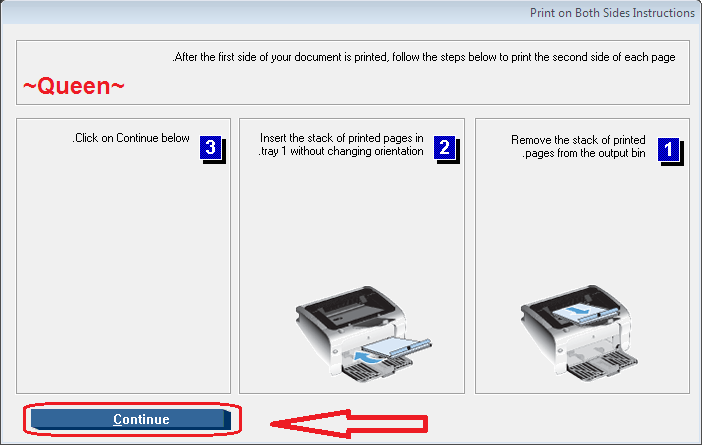 Print on Both Sides Instructions
.After the first side of your document is printed, follow the steps below to print the second side of each page
~Queen~
Remove the stack of printed
.pages from the output bin
1
Insert the stack of printed pages in
.tray 1 without changing orientation
2
.Click on Continue below
3
Continue